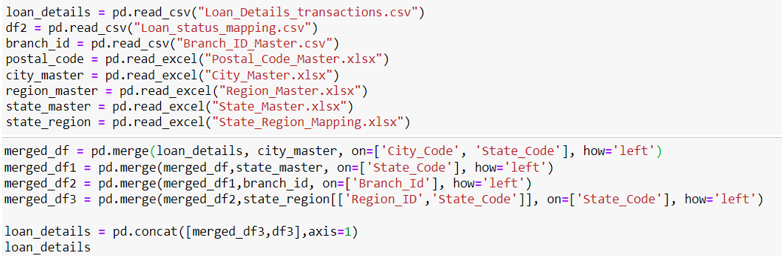 loan_details = pd.read_csv("Loan_Details_transactions.csv")
df2 = pd.read_csv("Loan_status_mapping.csv")
branch_id = pd.read_csv("Branch_ID_Master.csv")
postal_code = pd.read_excel("Postal_Code_Master.xlsx")
city_master = pd.read_excel("City_Master.xlsx")
region_master = pd.read_excel("Region_Master.xlsx")
state_master = pd.read_excel("State_Master.xlsx")
state_region = pd.read_excel("State_Region_Mapping.xlsx")
merged_df = pd.merge(loan_details, city_master, on=['City_Code', 'State_Code'], how='left')
merged_df1 = pd.merge(merged_df,state_master, on=['State_Code'], how='left')
merged_df2 = pd.merge(merged_df1,branch_id, on=['Branch_Id'], how='left')
merged_df3 = pd.merge(merged_df2,state_region[['Region_ID','State_Code']], on=['State_Code'], how='left')
loan_details = pd.concat([merged_df3,df3],axis=1)
loan_details